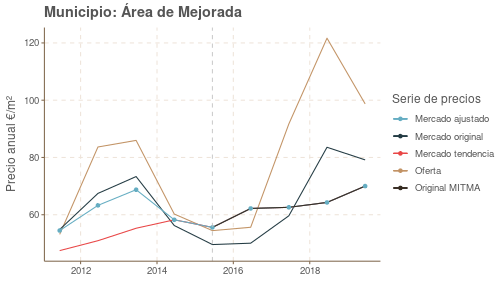 Municipio: Área de Mejorada
Precio anual €/m²
120
100
80
60
2012
2014
2016
2018
Serie de precios
Mercado ajustado
Mercado original
Mercado tendencia
Oferta
Original MITMA